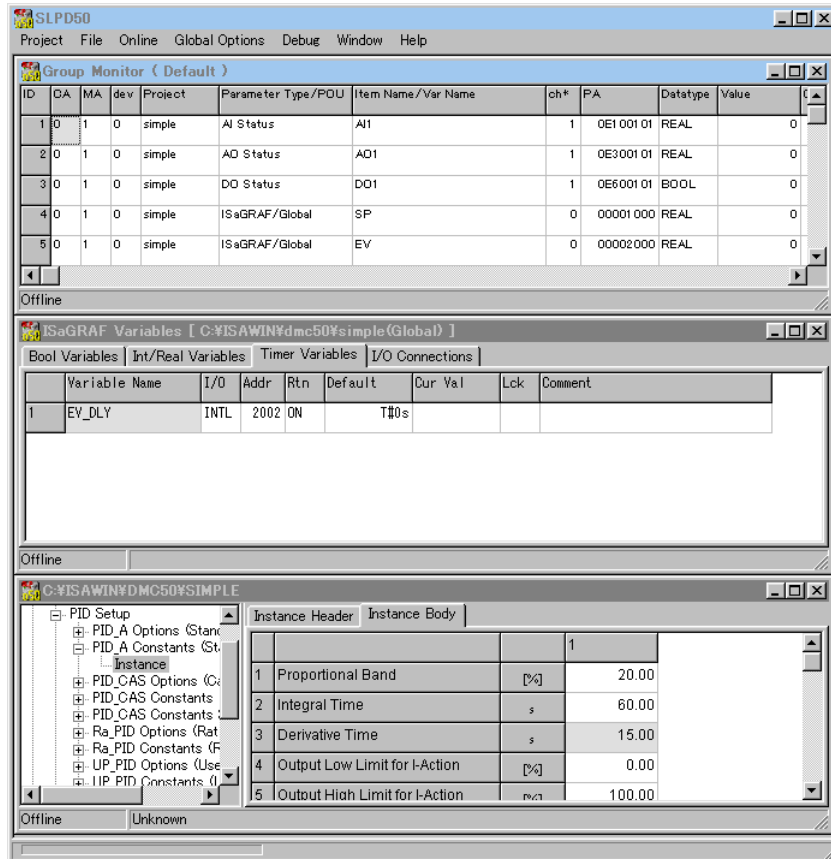 SLPD50
Project File Online Global Options Debug Window Help
Group Monitor ( Default )
ID CA MA dev Project Parameter Type/POU Item Name/Var Name ch* PA Datatype Value
1 0 1 0 simple AI Status AI1 1 0E100101 REAL 0
2 0 1 0 simple AO Status AO1 1 0E300101 REAL 0
3 0 1 0 simple DO Status DO1 1 0E600101 BOOL 0
4 0 1 0 simple ISaGRAF/Global SP 0 00001000 REAL 0
5 0 1 0 simple ISaGRAF/Global EV 0 00002000 REAL 0
Offline
ISaGRAF Variables [ C:¥ISAWIN¥dmc50¥simple(Global) ]
Bool Variables Int/Real Variables Timer Variables I/O Connections
Variable Name I/O Addr Rtn Default Cur Val Lck Comment
1 EV_DLY INTL 2002 ON T#0s
Offline
C:¥ISAWIN¥DMC50¥SIMPLE
PID Setup
PID_A Options (Stand
PID_A Constants (St
Instance
PID_CAS Options (Ca
PID_CAS Constants
PID_CAS Constants
Ra_PID Options (Rat
Ra_PID Constants (R
UP_PID Options (Use
UP_PID Constants (
Instance Header Instance Body
1
1 Proportional Band [%] 20.00
2 Integral Time s 60.00
3 Derivative Time s 15.00
4 Output Low Limit for I-Action [%] 0.00
5 Output High Limit for I-Action [%] 100.00
Offline Unknown